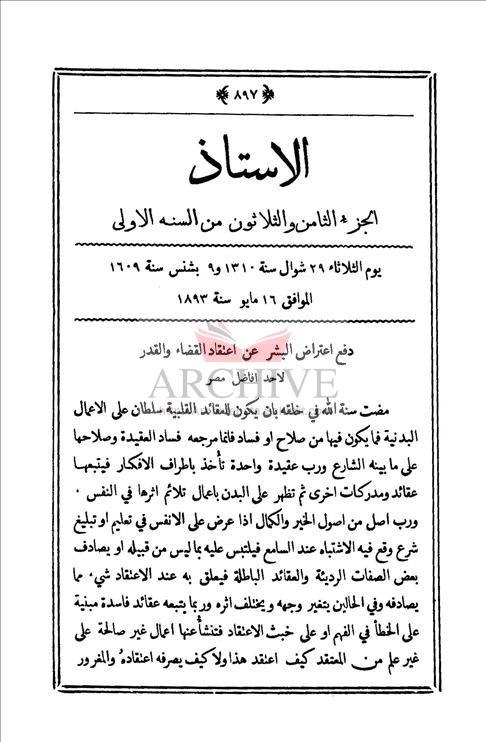 ﴿ ٨٩٧ ﴾
الاستاذ
الجزء الثامن والثلاثون من السنه الاولى
يوم الثلاثاء ٢٩ شوال سنة ١٣١٠ و٩ بشنس سنة ١٦٠٩
الموافق ١٦ مايو سنة ١٨٩٣
دفع اعتراض البشر عن اعتقاد القضاء والقدر
لاحد افاضل مصر
ARCHIVE
مضت سنة الله في خلقه بان يكون للعقائد القلبية سلطان على الاعمال
البدنية فما يكون فيها من صلاح او فساد فانما مرجعه فساد العقيدة وصلاحها
على ما بينه الشارع ورب عقيدة واحدة تأخذ باطراف الافكار فيتبعها
عقائد ومدركات اخرى ثم تظهر على البدن باعمال تلائم اثرها في النفس ٠
ورب اصل من اصول الخير والكمال اذا عرض على الانفس في تعليم او تبليغ
شرع وقع فيه الاشتباه عند السامع فيلتبس عليه بما ليس من قبيله او يصادف
بعض الصفات الرديئة والعقائد الباطلة فيعلق به عند الاعتقاد شيء مما
يصادفه وفي الحالين يتغير وجهه ويختلف اثره وربما يتبعه عقائد فاسدة مبنية
على الخطأ في الفهم او على خبث الاعتقاد فتنشأ عنها اعمال غير صالحة على
غير علم من المعتقد كيف اعتقد هذا ولا كيف يصرفه اعتقاده والمغرور